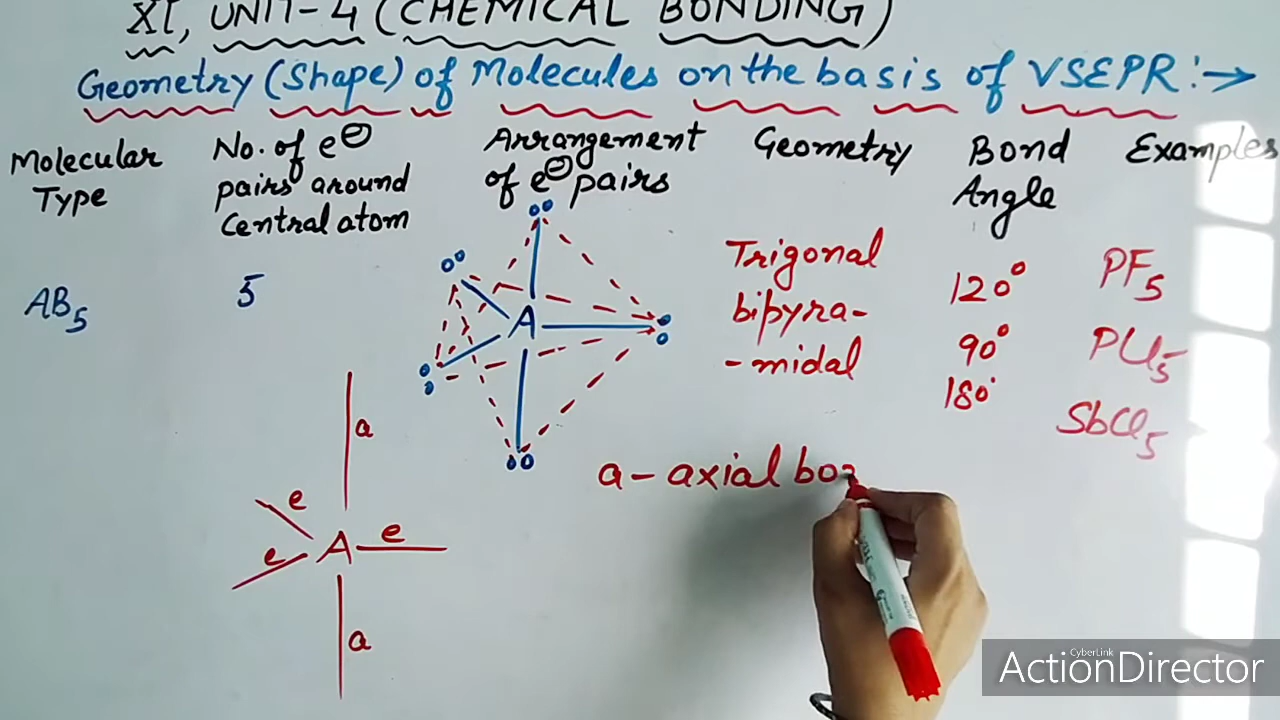 XI, UNIT-4 (CHEMICAL BONDING)
Geometry (Shape) of Molecules on the basis of VSEPR:→
Molecular Type
No. of e⊖ pairs around Central atom
Arrangement of e⊖ pairs
Geometry
Bond Angle
Examples
AB5
5
A
Trigonal
bipyra-
-midal
120°
90°
180°
PF5
PCl5
SbCl5
a
e
e
A
e
a
a - axial bo
CyberLink
ActionDirector